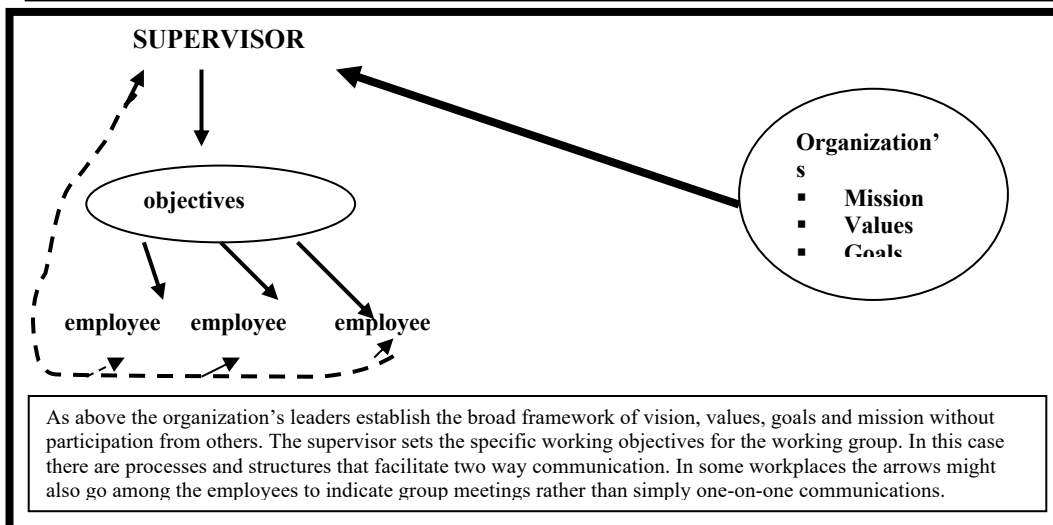 SUPERVISOR
Organization’
s
▪ Mission
▪ Values
▪ Goals
objectives
employee employee employee
As above the organization’s leaders establish the broad framework of vision, values, goals and mission without
participation from others. The supervisor sets the specific working objectives for the working group. In this case
there are processes and structures that facilitate two way communication. In some workplaces the arrows might
also go among the employees to indicate group meetings rather than simply one-on-one communications.